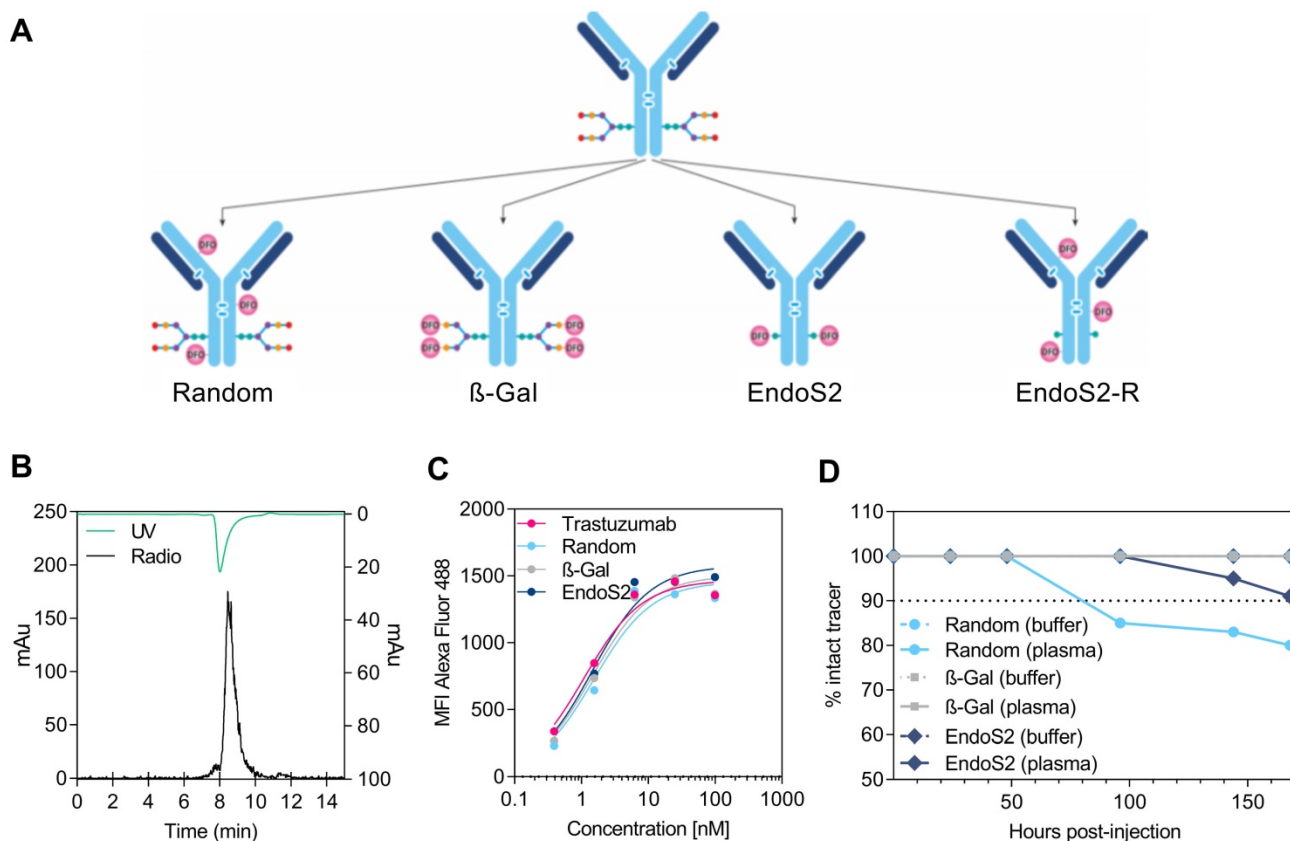 A
DFO
DFO
DFO
Random
DFO
DFO
DFO
DFO
ß-Gal
DFO
DFO
EndoS2
DFO
DFO
DFO
EndoS2-R
B
250
200
150
100
50
0
mAu
UV
Radio
0
20
40
60
80
100
mAu
0 2 4 6 8 10 12 14
Time (min)
C
2000
1500
1000
500
0
MFI Alexa Fluor 488
Trastuzumab
Random
ß-Gal
EndoS2
0.1 1 10 100 1000
Concentration [nM]
D
110
100
90
80
70
60
50
% intact tracer
Random (buffer)
Random (plasma)
ß-Gal (buffer)
ß-Gal (plasma)
EndoS2 (buffer)
EndoS2 (plasma)
50 100 150
Hours post-injection